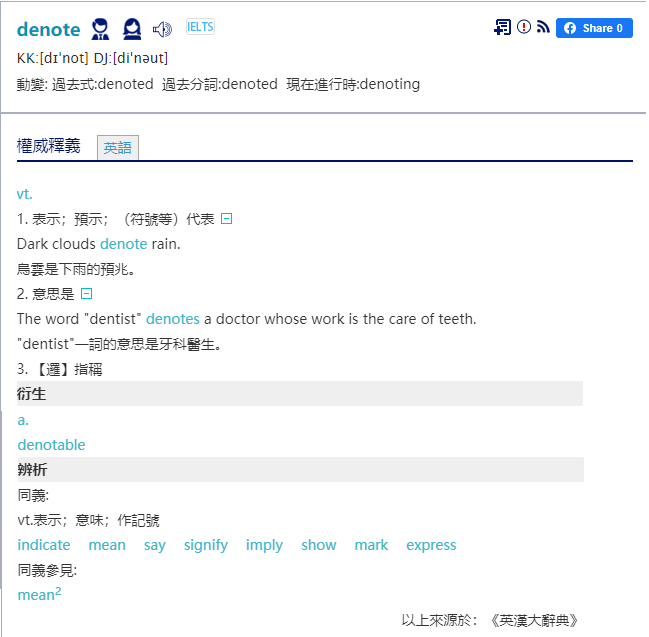 denote IELTS Share 0
KK:[dɪˈnot] DJ:[diˈnəut]
動變: 過去式:denoted 過去分詞:denoted 現在進行時:denoting
權威釋義 英語
vt.
1. 表示；預示；（符號等）代表
Dark clouds denote rain.
烏雲是下雨的預兆。
2. 意思是
The word "dentist" denotes a doctor whose work is the care of teeth.
"dentist"一詞的意思是牙科醫生。
3. 【邏】指稱
衍生
a.
denotable
辨析
同義:
vt.表示；意味；作記號
indicate mean say signify imply show mark express
同義參見:
mean²
以上來源於：《英漢大辭典》